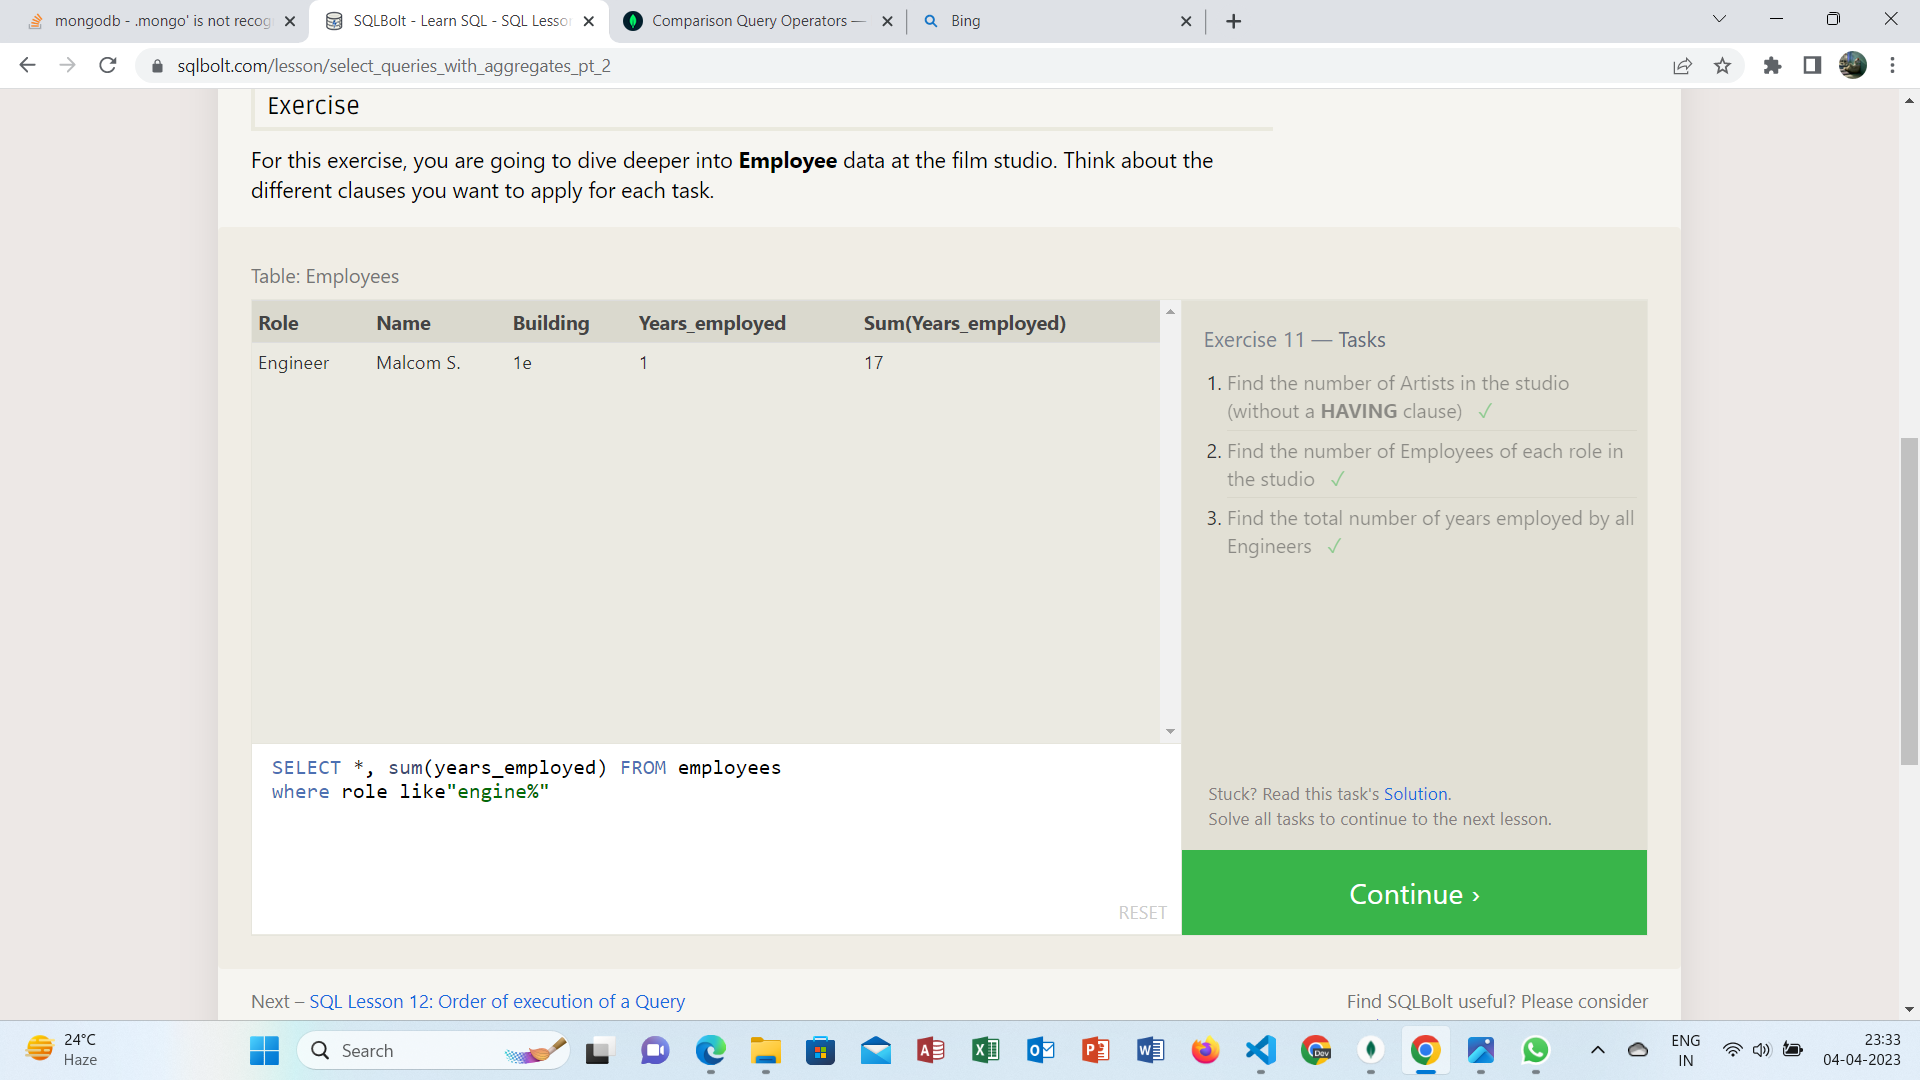 mongodb - .mongo' is not recog
SQLBolt - Learn SQL - SQL Lesso
Comparison Query Operators —
Bing
sqlbolt.com/lesson/select_queries_with_aggregates_pt_2
Exercise
For this exercise, you are going to dive deeper into Employee data at the film studio. Think about the
different clauses you want to apply for each task.
Table: Employees
Role Name Building Years_employed Sum(Years_employed)
Engineer Malcom S. 1e 1 17
Exercise 11 — Tasks
1. Find the number of Artists in the studio
(without a HAVING clause) ✓
2. Find the number of Employees of each role in
the studio ✓
3. Find the total number of years employed by all
Engineers ✓
SELECT *, sum(years_employed) FROM employees
where role like"engine%"
RESET
Stuck? Read this task's Solution.
Solve all tasks to continue to the next lesson.
Continue ›
Next – SQL Lesson 12: Order of execution of a Query
Find SQLBolt useful? Please consider
24°C
Haze
Search
Dev
ENG
IN
23:33
04-04-2023